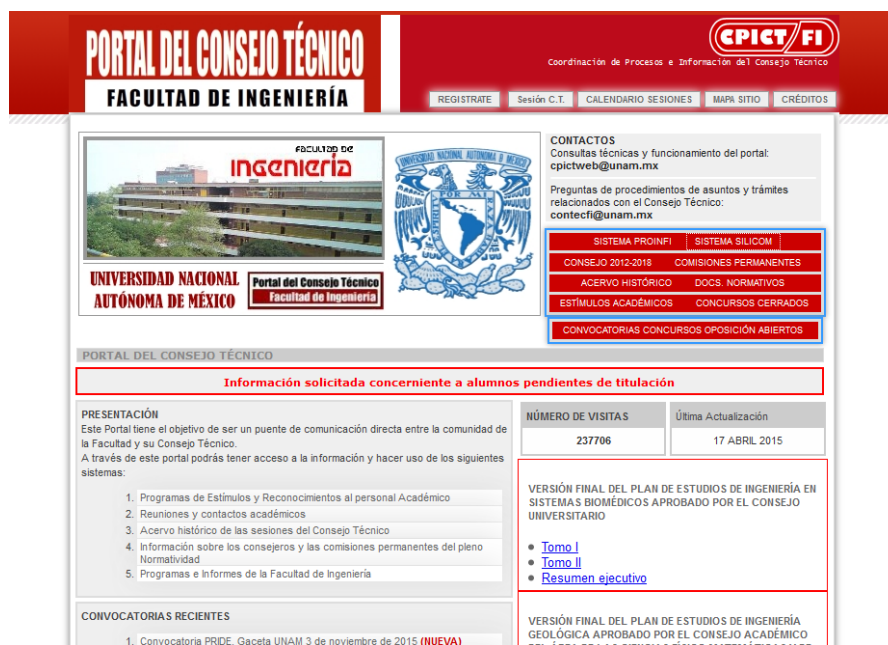 PORTAL DEL CONSEJO TÉCNICO
FACULTAD DE INGENIERÍA
CPICT/FI
Coordinación de Procesos e Información del Consejo Técnico
REGISTRATE
Sesión C.T.
CALENDARIO SESIONES
MAPA SITIO
CRÉDITOS
FACULTAD DE
INGENIERÍA
UNIVERSIDAD NACIONAL
AUTÓNOMA DE MÉXICO
Portal del Consejo Técnico
Facultad de Ingeniería
UNIVERSIDAD NACIONAL AUTONOMA D MEXICO
CONTACTOS
Consultas técnicas y funcionamiento del portal:
cpictweb@unam.mx
Preguntas de procedimientos de asuntos y trámites
relacionados con el Consejo Técnico:
contecfi@unam.mx
SISTEMA PROINFI SISTEMA SILICOM
CONSEJO 2012-2018 COMISIONES PERMANENTES
ACERVO HISTÓRICO DOCS. NORMATIVOS
ESTÍMULOS ACADÉMICOS CONCURSOS CERRADOS
CONVOCATORIAS CONCURSOS OPOSICIÓN ABIERTOS
PORTAL DEL CONSEJO TÉCNICO
Información solicitada concerniente a alumnos pendientes de titulación
PRESENTACIÓN
Este Portal tiene el objetivo de ser un puente de comunicación directa entre la comunidad de
la Facultad y su Consejo Técnico.
A través de este portal podrás tener acceso a la información y hacer uso de los siguientes
sistemas:
1. Programas de Estímulos y Reconocimientos al personal Académico
2. Reuniones y contactos académicos
3. Acervo histórico de las sesiones del Consejo Técnico
4. Información sobre los consejeros y las comisiones permanentes del pleno
Normatividad
5. Programas e Informes de la Facultad de Ingeniería
CONVOCATORIAS RECIENTES
1. Convocatoria PRIDE. Gaceta UNAM 3 de noviembre de 2015 (NUEVA)
NÚMERO DE VISITAS
237706
Última Actualización
17 ABRIL 2015
VERSIÓN FINAL DEL PLAN DE ESTUDIOS DE INGENIERÍA EN
SISTEMAS BIOMÉDICOS APROBADO POR EL CONSEJO
UNIVERSITARIO
Tomo I
Tomo II
Resumen ejecutivo
VERSIÓN FINAL DEL PLAN DE ESTUDIOS DE INGENIERÍA
GEOLÓGICA APROBADO POR EL CONSEJO ACADÉMICO